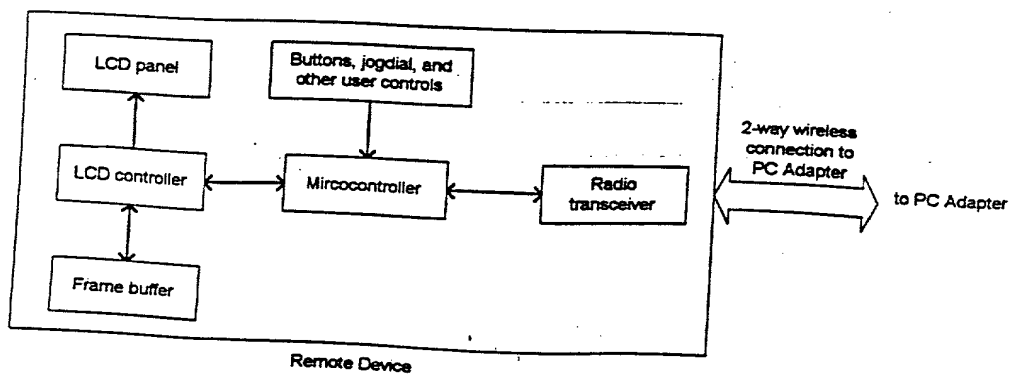 LCD panel
Buttons, jogdial, and
other user controls
2-way wireless
connection to
PC Adapter
LCD controller
Mircocontroller
Radio
transceiver
to PC Adapter
Frame buffer
Remote Device